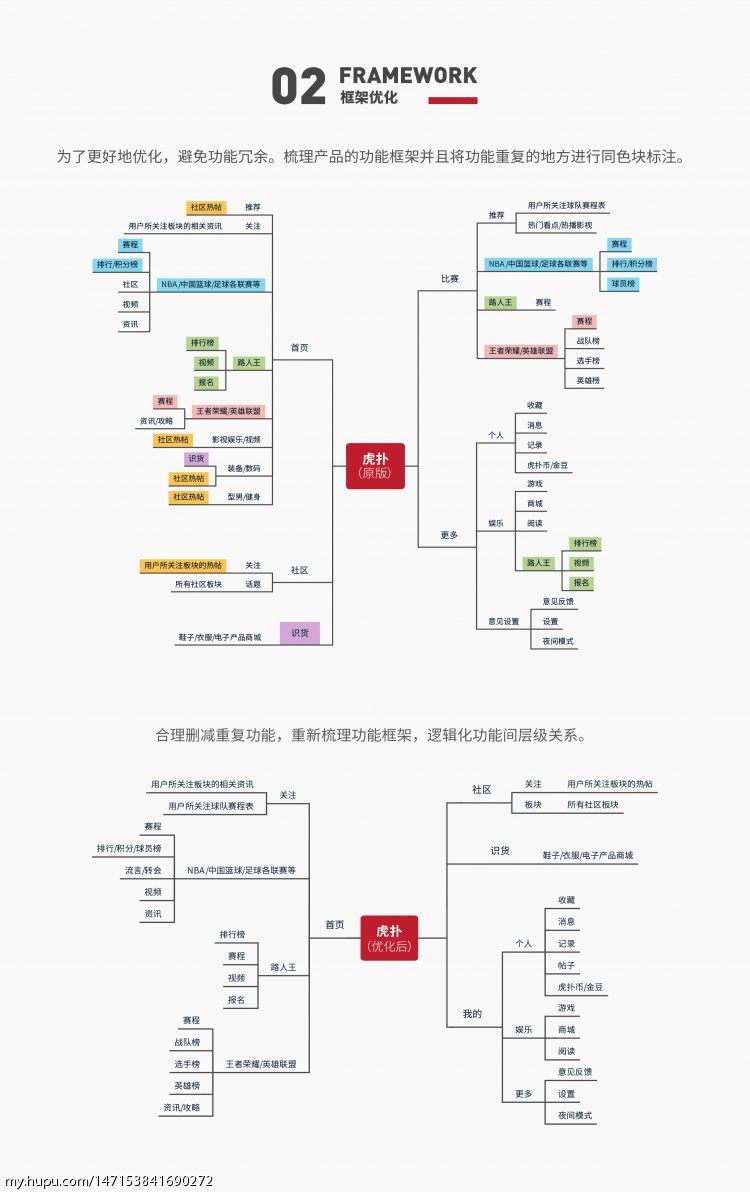 02 FRAMEWORK
框架优化
为了更好地优化，避免功能冗余。梳理产品的功能框架并且将功能重复的地方进行同色块标注。
虎扑
（原版）
首页
推荐
社区热帖
关注
用户所关注板块的相关资讯
NBA/中国篮球/足球各联赛等
赛程
排行/积分榜
社区
视频
资讯
路人王
排行榜
视频
报名
王者荣耀/英雄联盟
赛程
资讯/攻略
影视娱乐/视频
社区热帖
装备/数码
识货
社区热帖
型男/健身
社区热帖
社区
关注
用户所关注板块的热帖
话题
所有社区板块
识货
鞋子/衣服/电子产品商城
比赛
推荐
用户所关注球队赛程表
热门看点/热播影视
NBA/中国篮球/足球各联赛等
赛程
排行/积分榜
球员榜
路人王
赛程
王者荣耀/英雄联盟
赛程
战队榜
选手榜
英雄榜
更多
个人
收藏
消息
记录
虎扑币/金豆
娱乐
游戏
商城
阅读
路人王
排行榜
视频
报名
意见设置
意见反馈
设置
夜间模式
合理删减重复功能，重新梳理功能框架，逻辑化功能间层级关系。
虎扑
（优化后）
首页
关注
用户所关注板块的相关资讯
用户所关注球队赛程表
NBA/中国篮球/足球各联赛等
赛程
排行/积分/球员榜
流言/转会
视频
资讯
路人王
排行榜
赛程
视频
报名
王者荣耀/英雄联盟
赛程
战队榜
选手榜
英雄榜
资讯/攻略
社区
关注
用户所关注板块的热帖
板块
所有社区板块
识货
鞋子/衣服/电子产品商城
我的
个人
收藏
消息
记录
帖子
虎扑币/金豆
娱乐
游戏
商城
阅读
更多
意见反馈
设置
夜间模式
my.hupu.com/147153841690272